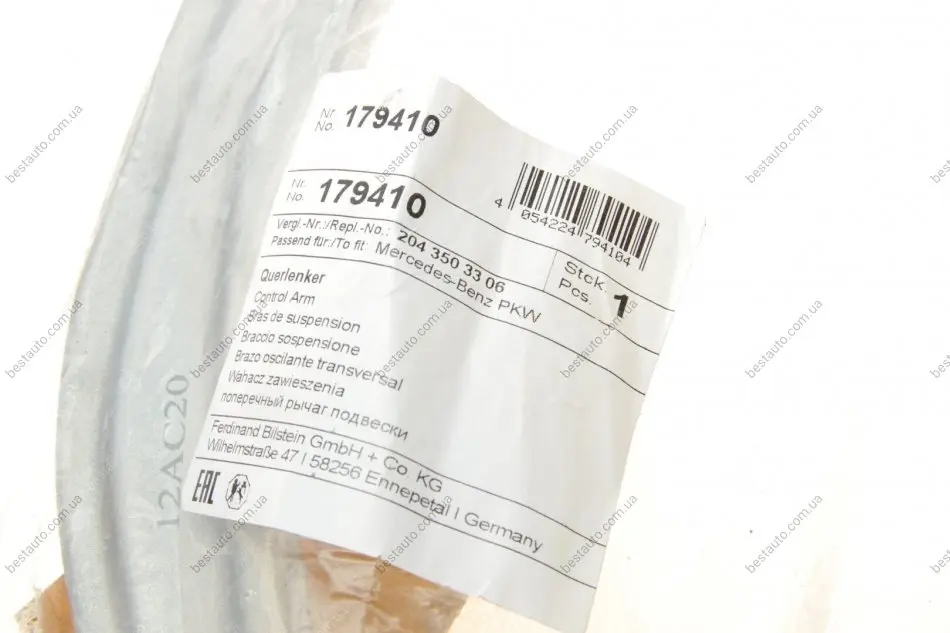 Nr. No. 179410
Nr. No. 179410
Vergl.-Nr.:/Repl.-No.: 204 350 33 06
Passend für:/To fit: Mercedes-Benz PKW
4 054224 794104
Stck. Pcs. 1
Querlenker
Control Arm
Bras de suspension
Braccio sospensione
Brazo oscilante transversal
Wahacz zawieszenia
поперечный рычаг подвески
Ferdinand Bilstein GmbH + Co. KG
Wilhelmstraße 47 | 58256 Ennepetal | Germany
EAC
12AC20
bestauto.com.ua